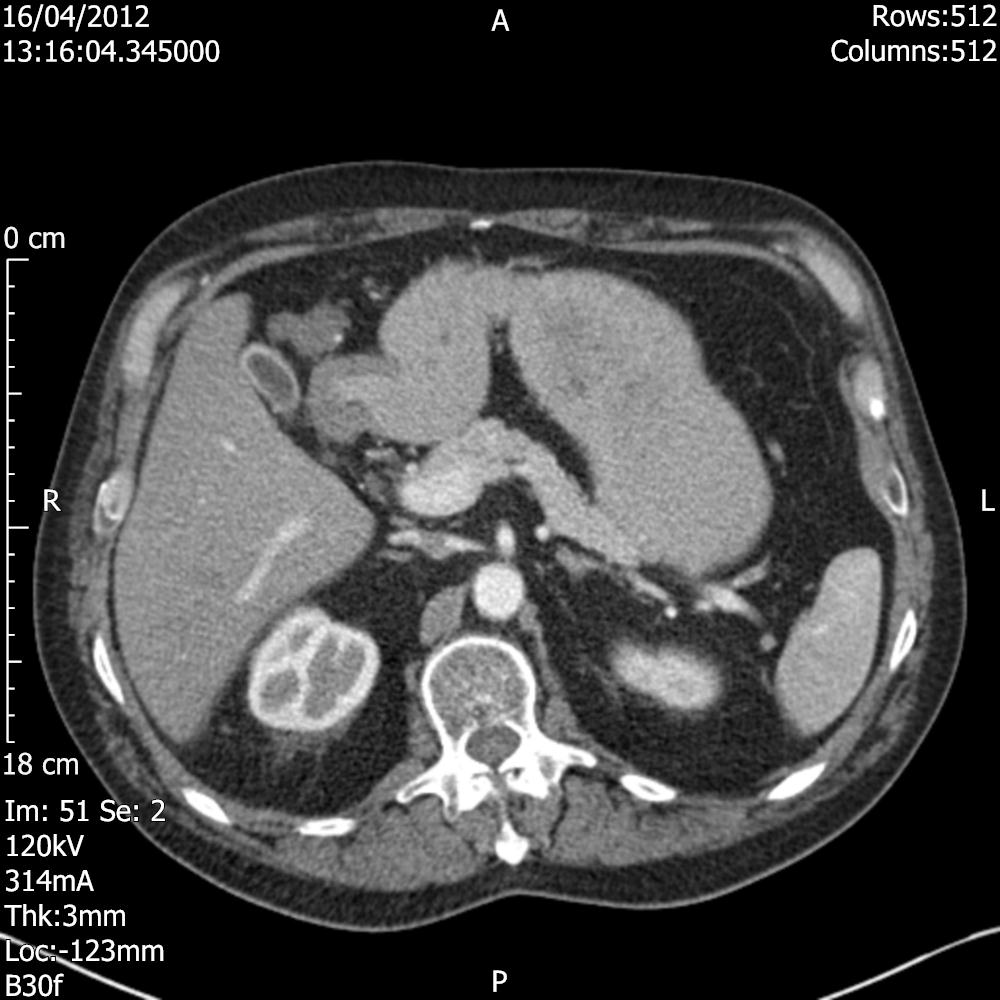 16/04/2012
13:16:04.345000
A
Rows:512
Columns:512
0 cm
R
L
18 cm
Im: 51 Se: 2
120kV
314mA
Thk:3mm
Loc:-123mm
B30f
P